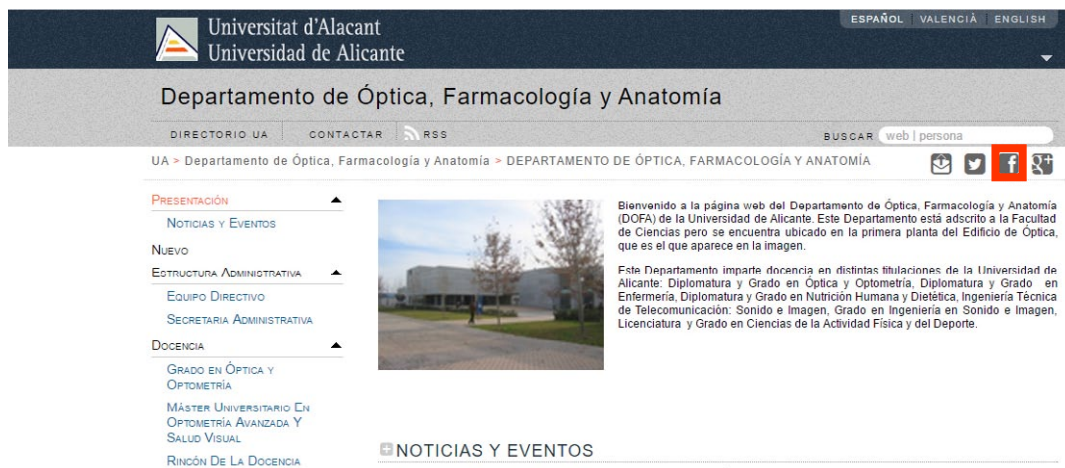 Universitat d'Alacant
Universidad de Alicante
ESPAÑOL VALENCIÀ ENGLISH
Departamento de Óptica, Farmacología y Anatomía
DIRECTORIO UA CONTACTAR RSS
BUSCAR web | persona
UA > Departamento de Óptica, Farmacología y Anatomía > DEPARTAMENTO DE ÓPTICA, FARMACOLOGÍA Y ANATOMÍA
PRESENTACIÓN
NOTICIAS Y EVENTOS
NUEVO
ESTRUCTURA ADMINISTRATIVA
EQUIPO DIRECTIVO
SECRETARIA ADMINISTRATIVA
DOCENCIA
GRADO EN ÓPTICA Y
OPTOMETRÍA
MÁSTER UNIVERSITARIO EN
OPTOMETRÍA AVANZADA Y
SALUD VISUAL
RINCÓN DE LA DOCENCIA
Bienvenido a la página web del Departamento de Óptica, Farmacología y Anatomía
(DOFA) de la Universidad de Alicante. Este Departamento está adscrito a la Facultad
de Ciencias pero se encuentra ubicado en la primera planta del Edificio de Óptica,
que es el que aparece en la imagen.
Este Departamento imparte docencia en distintas titulaciones de la Universidad de
Alicante: Diplomatura y Grado en Óptica y Optometría, Diplomatura y Grado en
Enfermería, Diplomatura y Grado en Nutrición Humana y Dietética, Ingeniería Técnica
de Telecomunicación: Sonido e Imagen, Grado en Ingeniería en Sonido e Imagen,
Licenciatura y Grado en Ciencias de la Actividad Física y del Deporte.
NOTICIAS Y EVENTOS